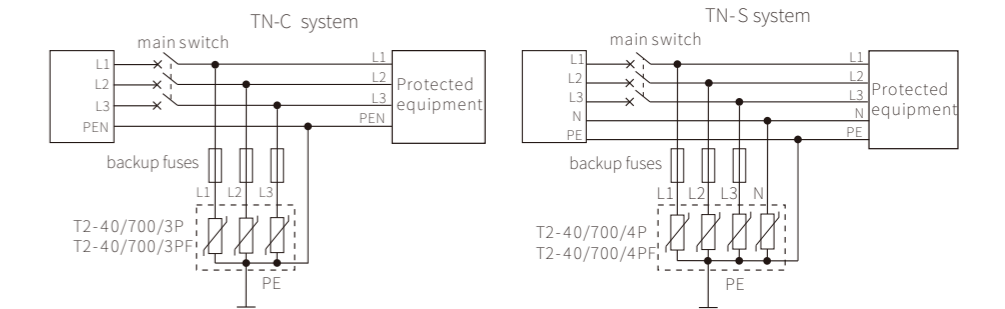 TN-C system
main switch
L1
L2
L3
PEN
L1
L2
L3
PEN
Protected
equipment
backup fuses
L1 L2 L3
T2-40/700/3P
T2-40/700/3PF
PE
TN-S system
main switch
L1
L2
L3
N
PE
L1
L2
L3
N
PE
Protected
equipment
backup fuses
L1 L2 L3 N
T2-40/700/4P
T2-40/700/4PF
PE